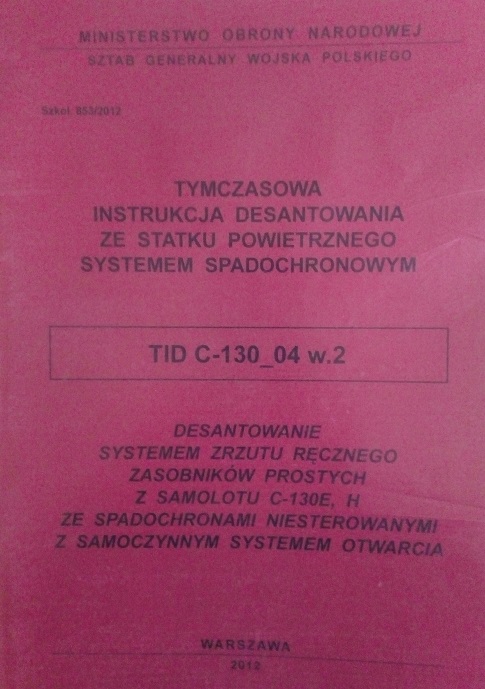 MINISTERSTWO OBRONY NARODOWEJ
SZTAB GENERALNY WOJSKA POLSKIEGO
Szkol. 853/2012
TYMCZASOWA
INSTRUKCJA DESANTOWANIA
ZE STATKU POWIETRZNEGO
SYSTEMEM SPADOCHRONOWYM
TID C-130_04 w.2
DESANTOWANIE
SYSTEMEM ZRZUTU RĘCZNEGO
ZASOBNIKÓW PROSTYCH
Z SAMOLOTU C-130E, H
ZE SPADOCHRONAMI NIESTEROWANYMI
Z SAMOCZYNNYM SYSTEMEM OTWARCIA
WARSZAWA
2012